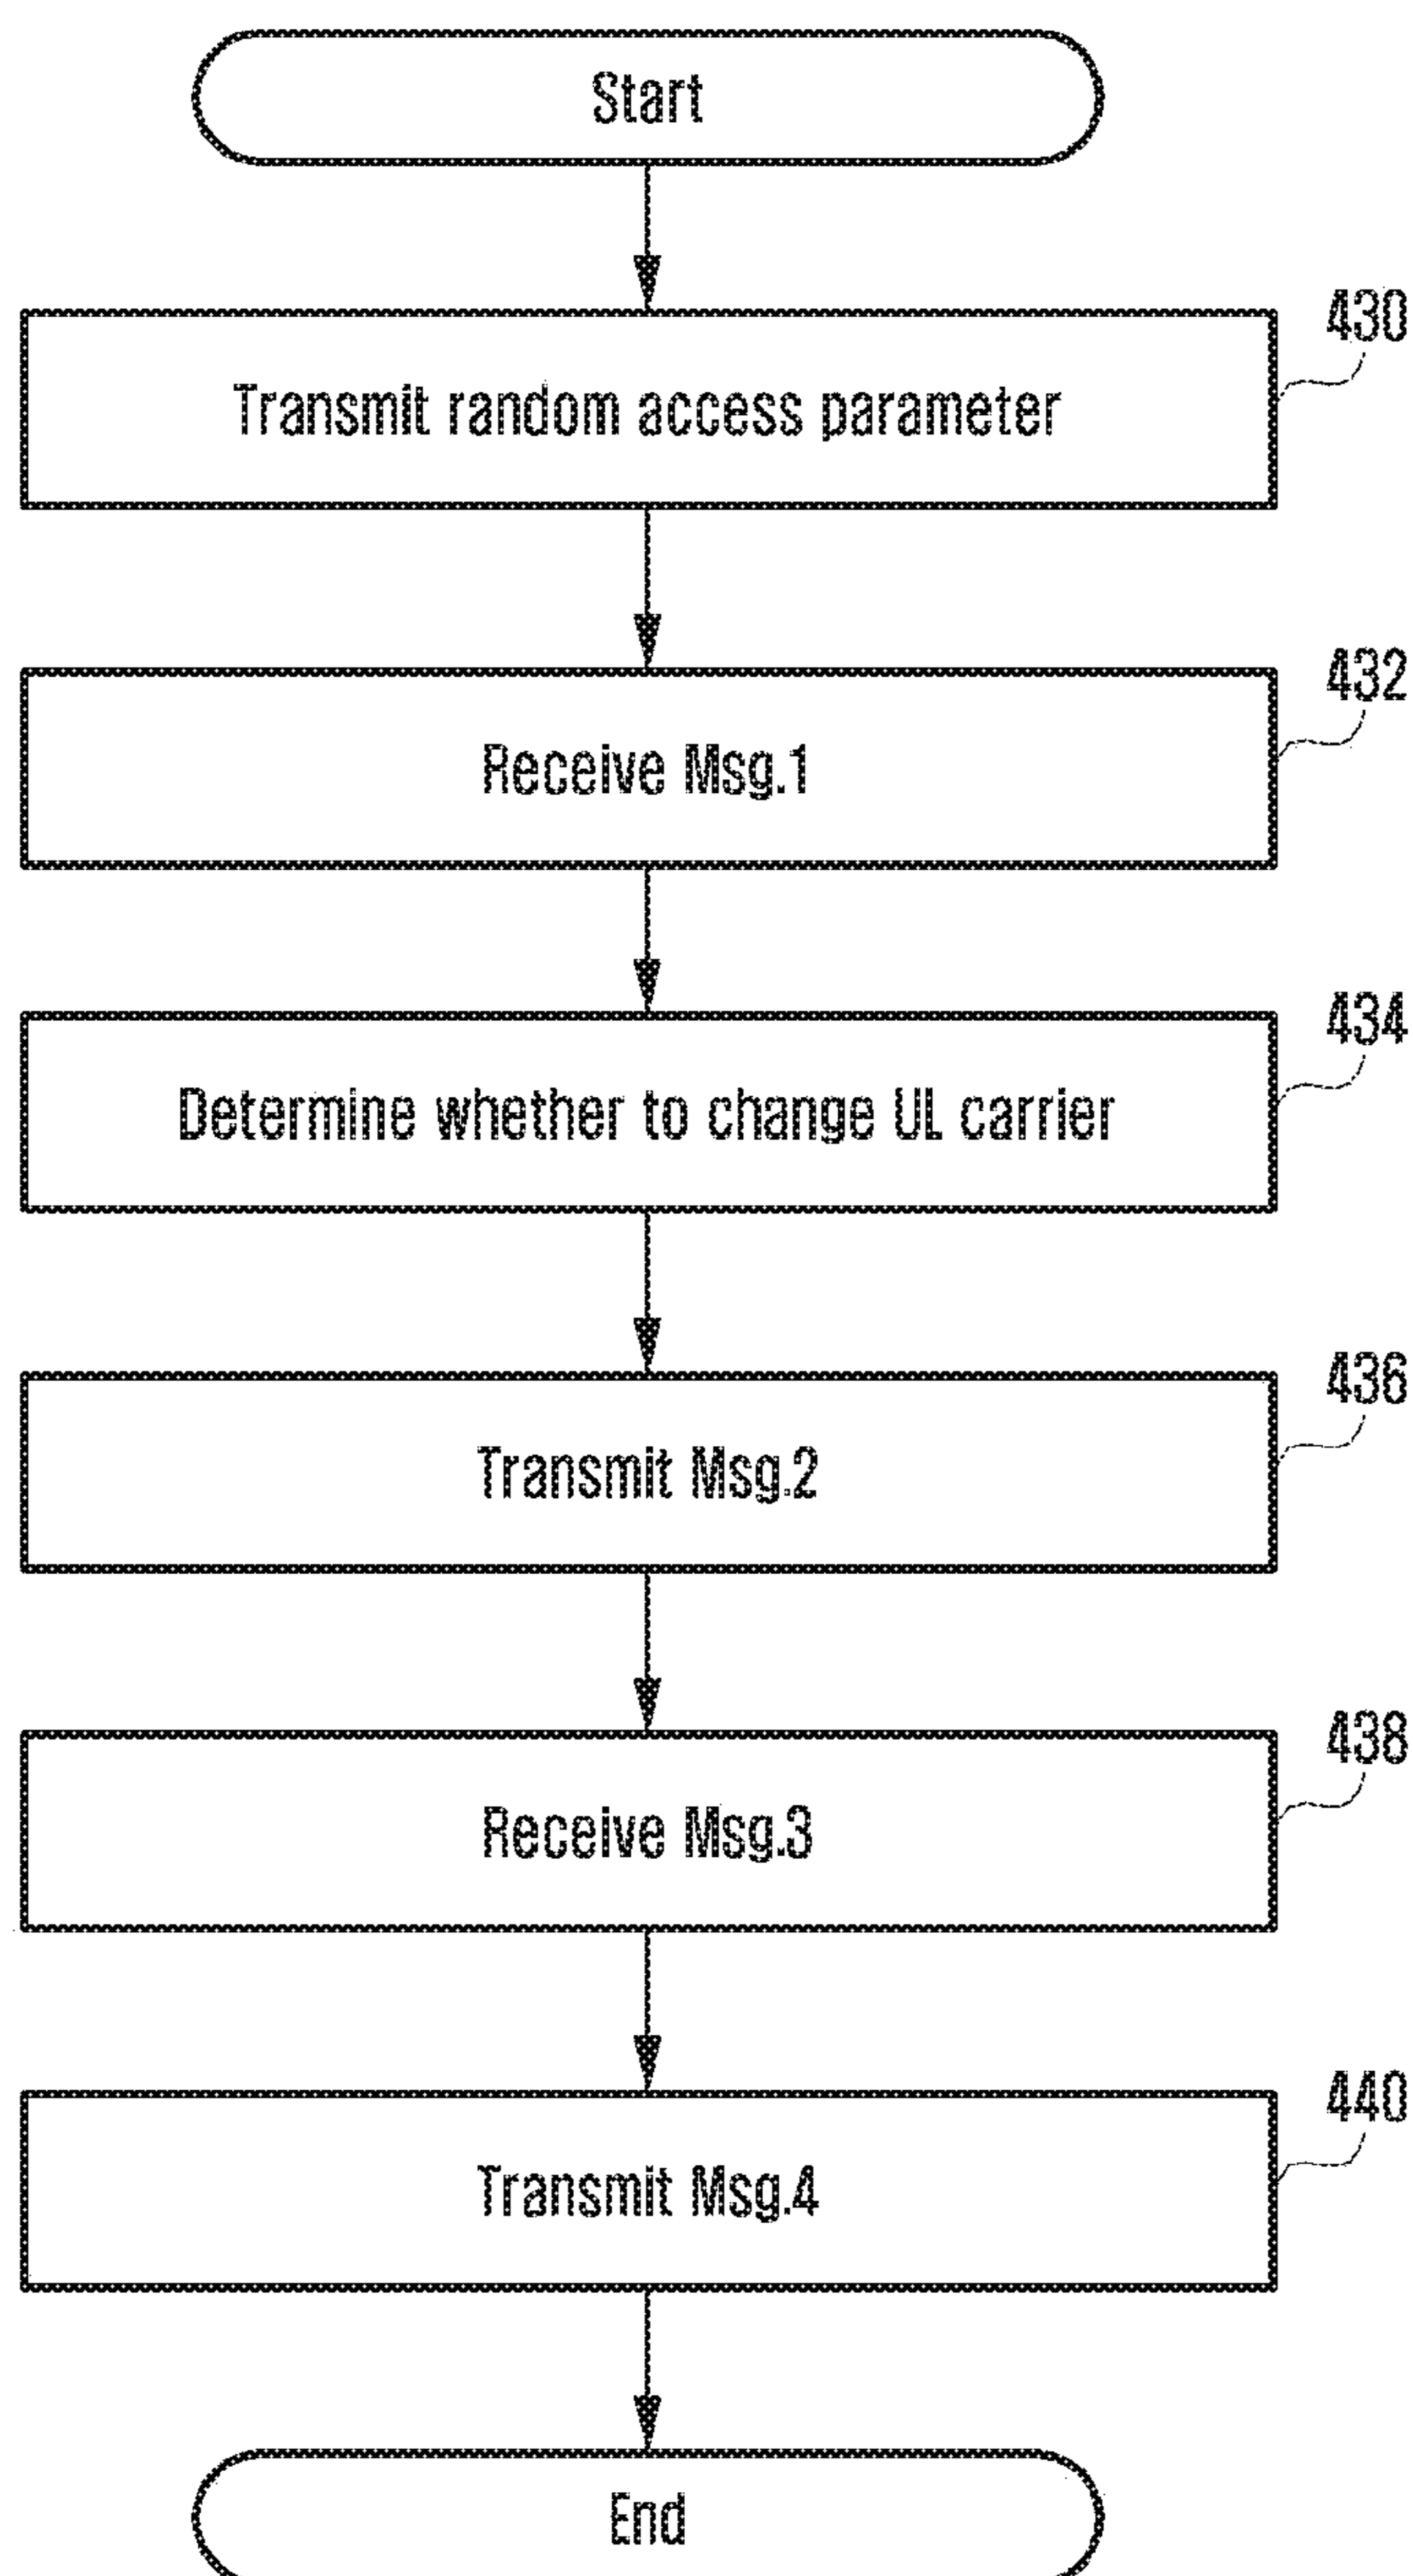 Start
430
Transmit random access parameter
432
Receive Msg.1
434
Determine whether to change UL carrier
436
Transmit Msg.2
438
Receive Msg.3
440
Transmit Msg.4
End